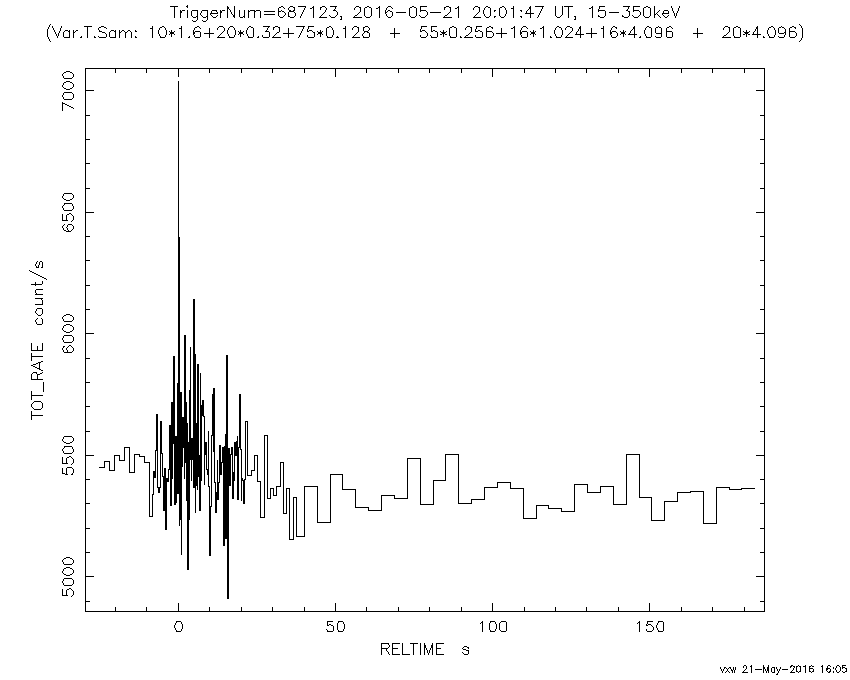 TriggerNum=687123, 2016-05-21 20:01:47 UT, 15-350keV
(Var.T.Sam: 10*1.6+20*0.32+75*0.128 + 55*0.256+16*1.024+16*4.096 + 20*4.096)
7000
6500
6000
5500
5000
TOT_RATE count/s
0 50 100 150
RELTIME s
vxw 21-May-2016 16:05